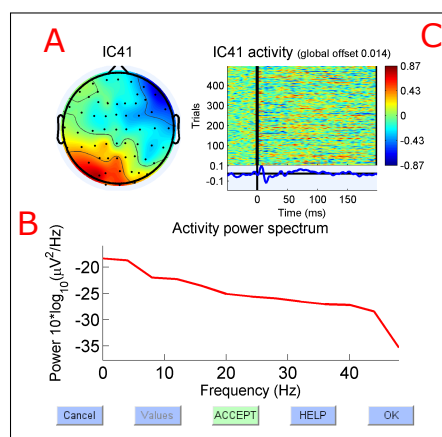 A
IC41
IC41 activity (global offset 0.014)
C
Trials
400
300
200
100
0.1
-0.1
0
50
100
150
Time (ms)
0.87
0.43
0
-0.43
-0.87
B
Activity power spectrum
Power 10*log10(μV2/Hz)
-20
-25
-30
-35
0
10
20
30
40
Frequency (Hz)
Cancel
Values
ACCEPT
HELP
OK